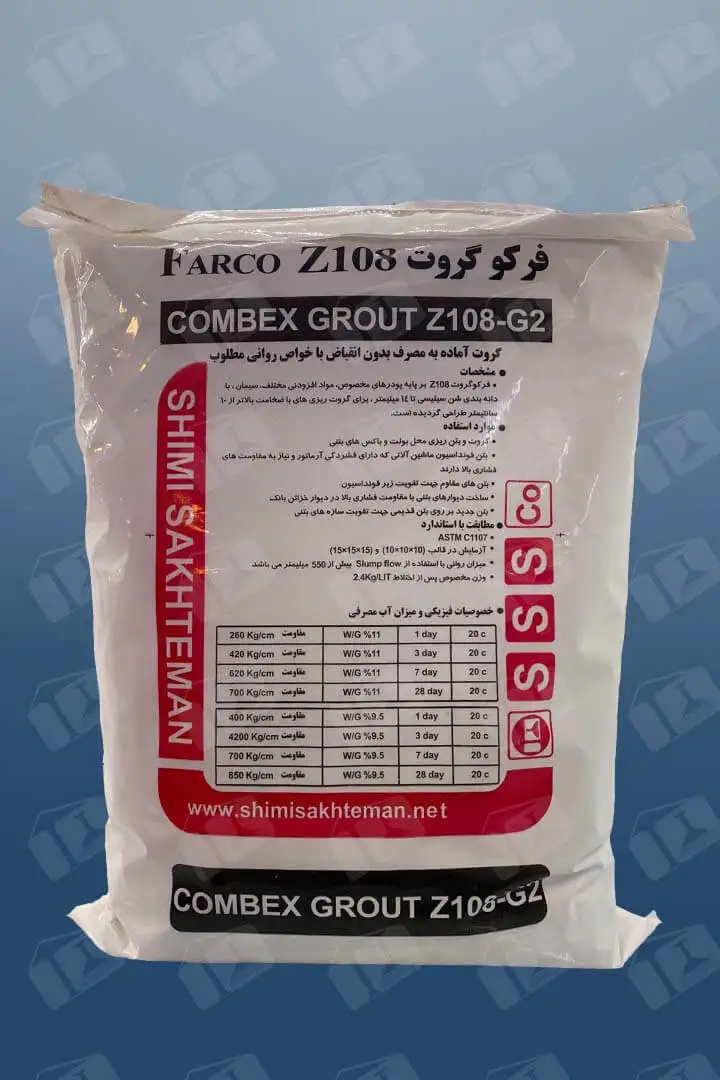 FARCO Z108 فرکو گروت
COMBEX GROUT Z108-G2
گروت آماده به مصرف بدون انقباض با خواص روانی مطلوب
● مشخصات
• فرکوگروت Z108 بر پایه پودرهای مخصوص، مواد افزودنی مختلف، سیمان، با
دانه بندی شن سیلیسی تا ١٤ میلیمتر، برای گروت ریزی های با ضخامت بالاتر از ١٠
سانتیمتر طراحی گردیده است.
● موارد استفاده
• گروت و بتن ریزی محل بولت و باکس های بتنی
• بتن فونداسیون ماشین آلاتی که دارای فشردگی آرماتور و نیاز به مقاومت های
فشاری بالا دارند
• بتن های مقاوم جهت تقویت زیر فونداسیون
• ساخت دیوارهای بتنی با مقاومت فشاری بالا در دیوار خزائن بانک
• بتن جدید بر روی بتن قدیمی جهت تقویت سازه های بتنی
● مطابقت با استاندارد
• ASTM C1107
• آزمایش در قالب (10×10×10) و (15×15×15)
• میزان روانی با استفاده از Slump flow بیش از 550 میلیمتر می باشد
• وزن مخصوص پس از اختلاط 2.4Kg/LIT
● خصوصیات فیزیکی و میزان آب مصرفی
260 Kg/cm مقاومت W/G %11 1 day 20 c
420 Kg/cm مقاومت W/G %11 3 day 20 c
620 Kg/cm مقاومت W/G %11 7 day 20 c
700 Kg/cm مقاومت W/G %11 28 day 20 c
400 Kg/cm مقاومت W/G %9.5 1 day 20 c
4200 Kg/cm مقاومت W/G %9.5 3 day 20 c
700 Kg/cm مقاومت W/G %9.5 7 day 20 c
850 Kg/cm مقاومت W/G %9.5 28 day 20 c
SHIMI SAKHTEMAN
Co
S
S
S
www.shimisakhteman.net
COMBEX GROUT Z108-G2